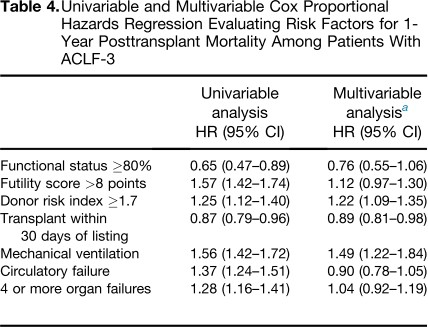 Table 4. Univariable and Multivariable Cox Proportional
Hazards Regression Evaluating Risk Factors for 1-
Year Posttransplant Mortality Among Patients With
ACLF-3
Univariable analysis HR (95% CI) Multivariable analysisa HR (95% CI)
Functional status ≥80% 0.65 (0.47–0.89) 0.76 (0.55–1.06)
Futility score >8 points 1.57 (1.42–1.74) 1.12 (0.97–1.30)
Donor risk index ≥1.7 1.25 (1.12–1.40) 1.22 (1.09–1.35)
Transplant within 30 days of listing 0.87 (0.79–0.96) 0.89 (0.81–0.98)
Mechanical ventilation 1.56 (1.42–1.72) 1.49 (1.22–1.84)
Circulatory failure 1.37 (1.24–1.51) 0.90 (0.78–1.05)
4 or more organ failures 1.28 (1.16–1.41) 1.04 (0.92–1.19)